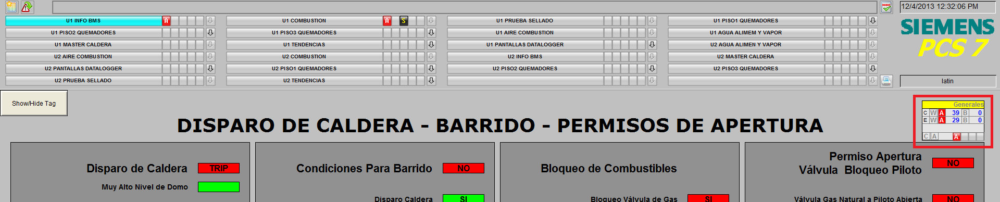 12/4/2013 12:32:06 PM
U1 INFO BMS A
U1 COMBUSTION A S
U1 PRUEBA SELLADO
U1 PISO1 QUEMADORES
U1 PISO2 QUEMADORES
U1 PISO3 QUEMADORES
U1 AIRE COMBUSTION
U1 AGUA ALIMEM Y VAPOR
U1 MASTER CALDERA
U1 TENDENCIAS
U1 PANTALLAS DATALOGGER
U2 AGUA ALIMEN Y VAPOR
U2 AIRE COMBUSTION
U2 COMBUSTION
U2 INFO BMS
U2 MASTER CALDERA
U2 PANTALLAS DATALOGGER
U2 PISO1 QUEMADORES
U2 PISO2 QUEMADORES
U2 PISO3 QUEMADORES
U2 PRUEBA SELLADO
U2 TENDENCIAS
SIEMENS
PCS 7
latin
Show/Hide Tag
Generales
C W A 39 B 0
E W A 29 B 0
C A A
DISPARO DE CALDERA - BARRIDO - PERMISOS DE APERTURA
Disparo de Caldera TRIP
Muy Alto Nivel de Domo
Condiciones Para Barrido NO
Disparo Caldera SI
Bloqueo de Combustibles
Bloqueo Válvula de Gas SI
Permiso Apertura
Válvula Bloqueo Piloto NO
Válvula Gas Natural a Piloto Abierta NO